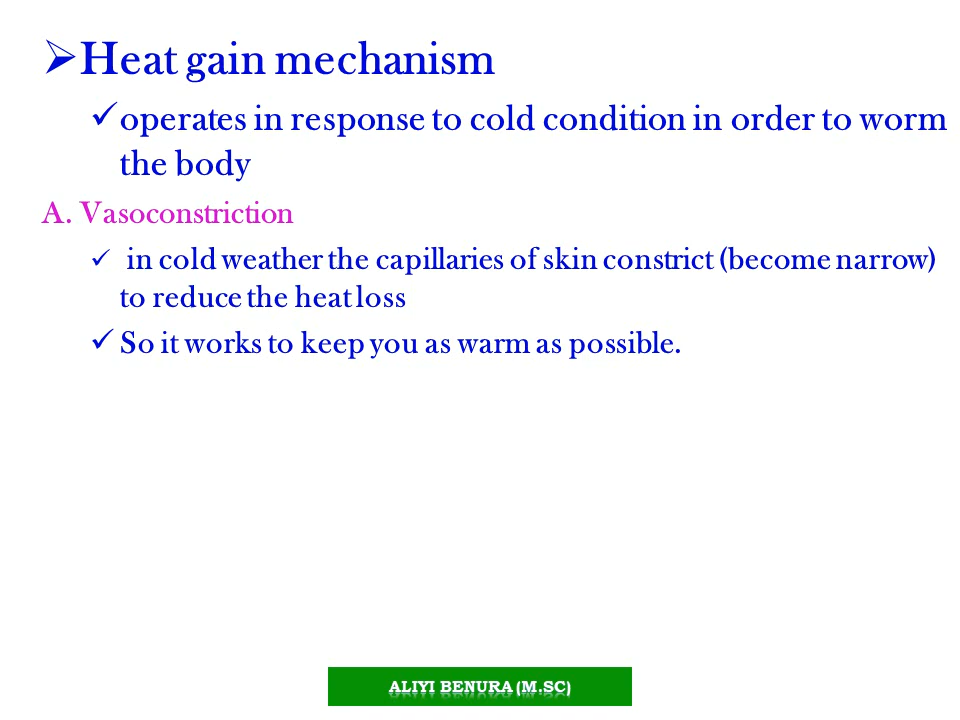 ➢Heat gain mechanism
✓operates in response to cold condition in order to worm
the body
A. Vasoconstriction
✓ in cold weather the capillaries of skin constrict (become narrow)
to reduce the heat loss
✓So it works to keep you as warm as possible.
ALIYI BENURA (M.SC)